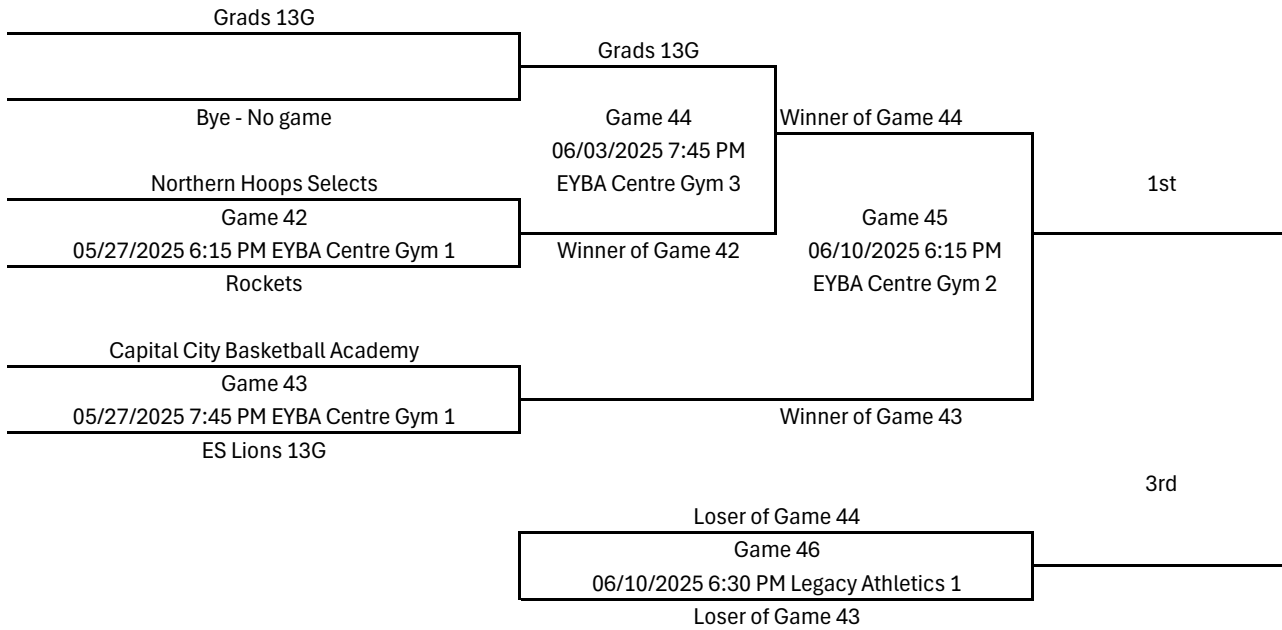 Grads 13G
Bye - No game
Northern Hoops Selects
Game 42
05/27/2025 6:15 PM EYBA Centre Gym 1
Rockets
Capital City Basketball Academy
Game 43
05/27/2025 7:45 PM EYBA Centre Gym 1
ES Lions 13G
Grads 13G
Game 44
06/03/2025 7:45 PM
EYBA Centre Gym 3
Winner of Game 42
Winner of Game 44
Game 45
06/10/2025 6:15 PM
EYBA Centre Gym 2
Winner of Game 43
1st
Loser of Game 44
Game 46
06/10/2025 6:30 PM Legacy Athletics 1
Loser of Game 43
3rd